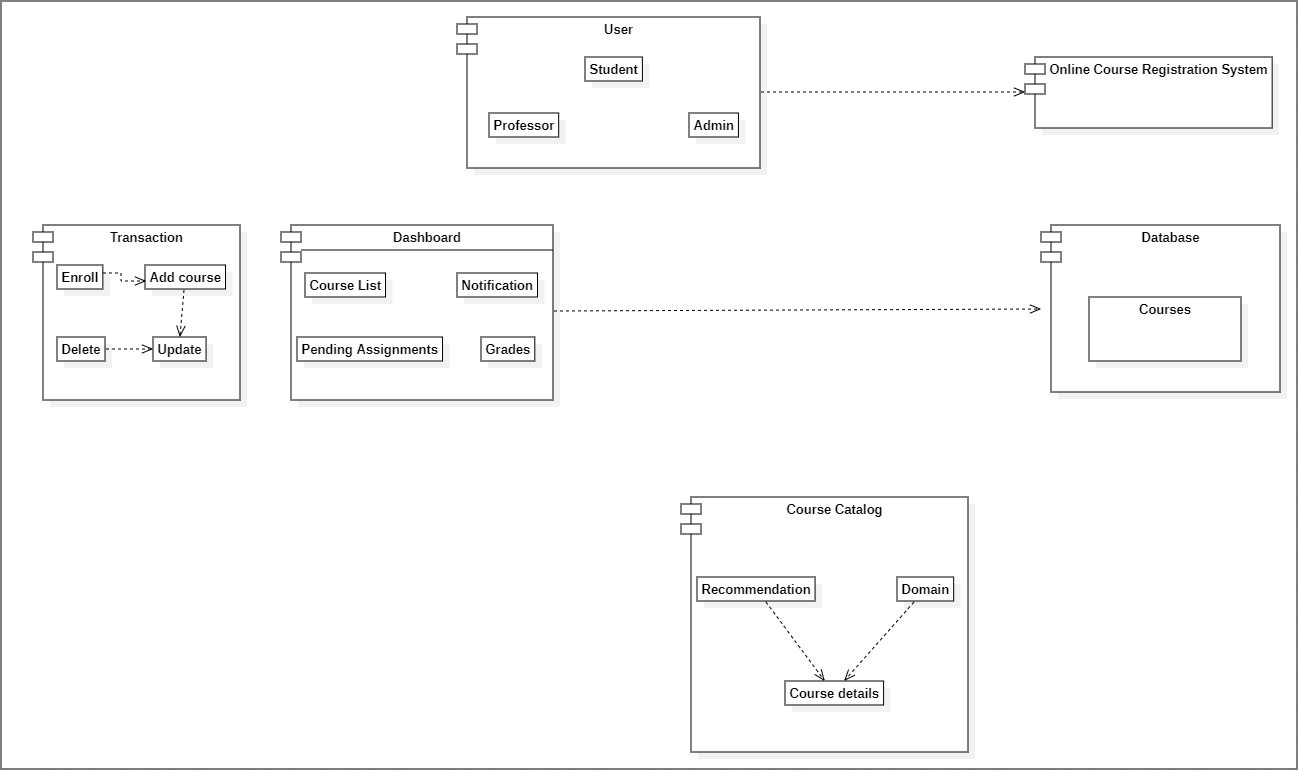 User
Student
Professor
Admin
Online Course Registration System
Transaction
Enroll
Add course
Delete
Update
Dashboard
Course List
Notification
Pending Assignments
Grades
Database
Courses
Course Catalog
Recommendation
Domain
Course details